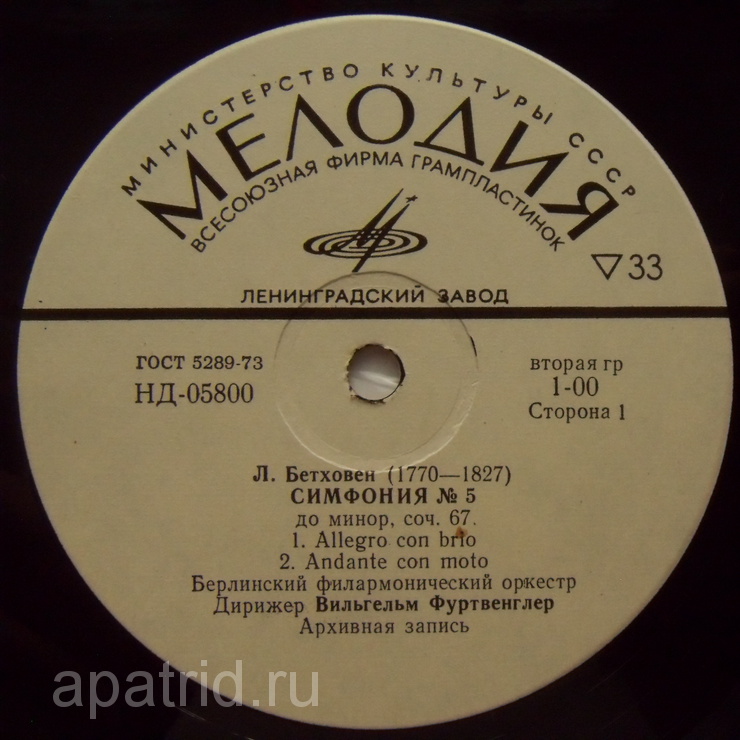 МИНИСТЕРСТВО КУЛЬТУРЫ СССР
МЕЛОДИЯ
ВСЕСОЮЗНАЯ ФИРМА ГРАМПЛАСТИНОК
▽33
ЛЕНИНГРАДСКИЙ ЗАВОД
ГОСТ 5289-73
НД-05800
вторая гр
1-00
Сторона 1
Л. Бетховен (1770—1827)
СИМФОНИЯ № 5
до минор, соч. 67.
1. Allegro con brio
2. Andante con moto
Берлинский филармонический оркестр
Дирижер Вильгельм Фуртвенглер
Архивная запись
apatrid.ru